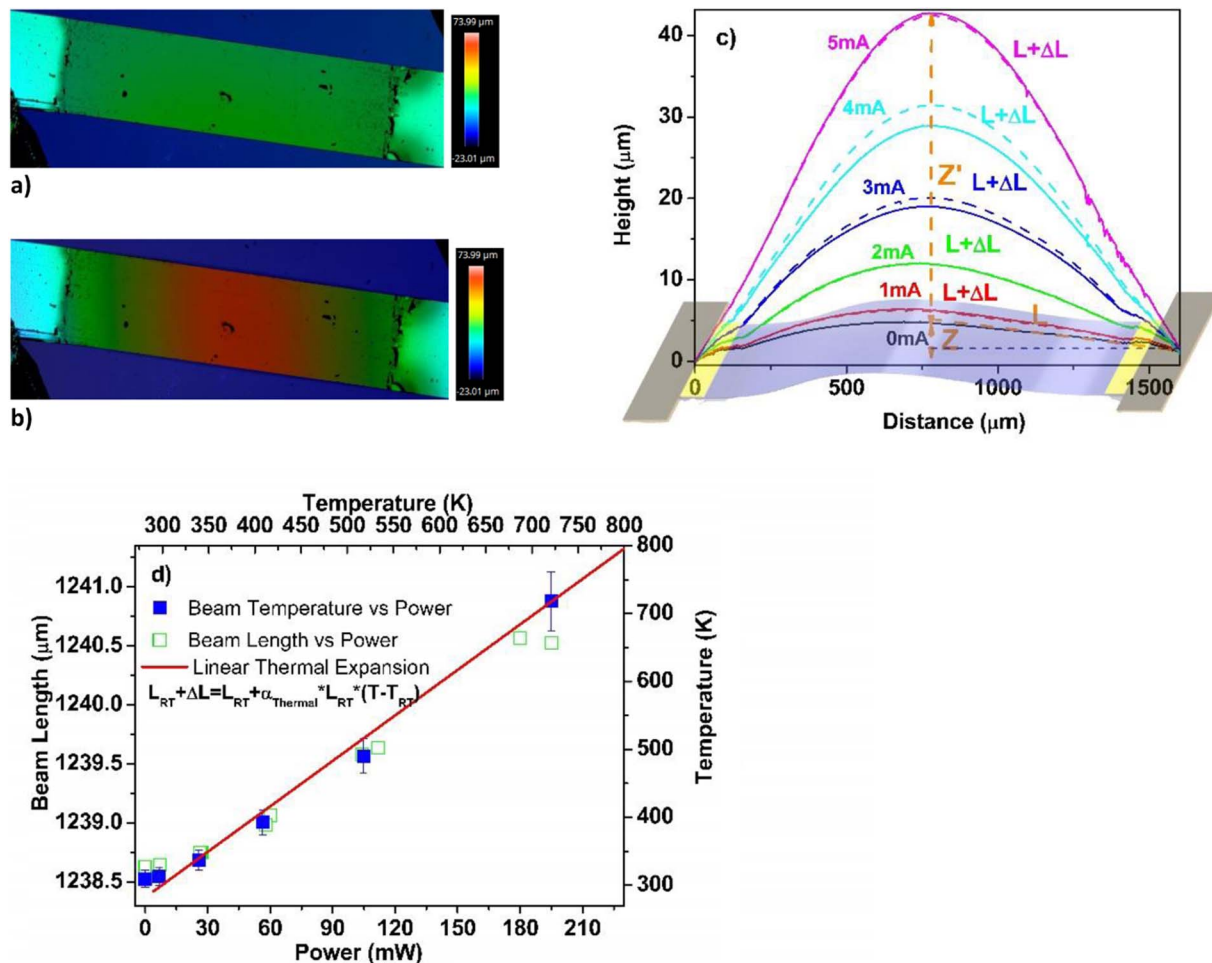 73.99 µm
-23.01 µm
a)
73.99 µm
-23.01 µm
b)
c)
Height (µm)
40
30
20
10
0
5mA
L+ΔL
4mA
L+ΔL
3mA
Z'
L+ΔL
2mA
L+ΔL
1mA
L+ΔL
L
0mA
Z
0
500
1000
1500
Distance (µm)
Temperature (K)
300 350 400 450 500 550 600 650 700 750 800
d)
Beam Temperature vs Power
Beam Length vs Power
Linear Thermal Expansion
L_RT+ΔL=L_RT+α_Thermal*L_RT*(T-T_RT)
Beam Length (µm)
1241.0
1240.5
1240.0
1239.5
1239.0
1238.5
Temperature (K)
800
700
600
500
400
300
0 30 60 90 120 150 180 210
Power (mW)